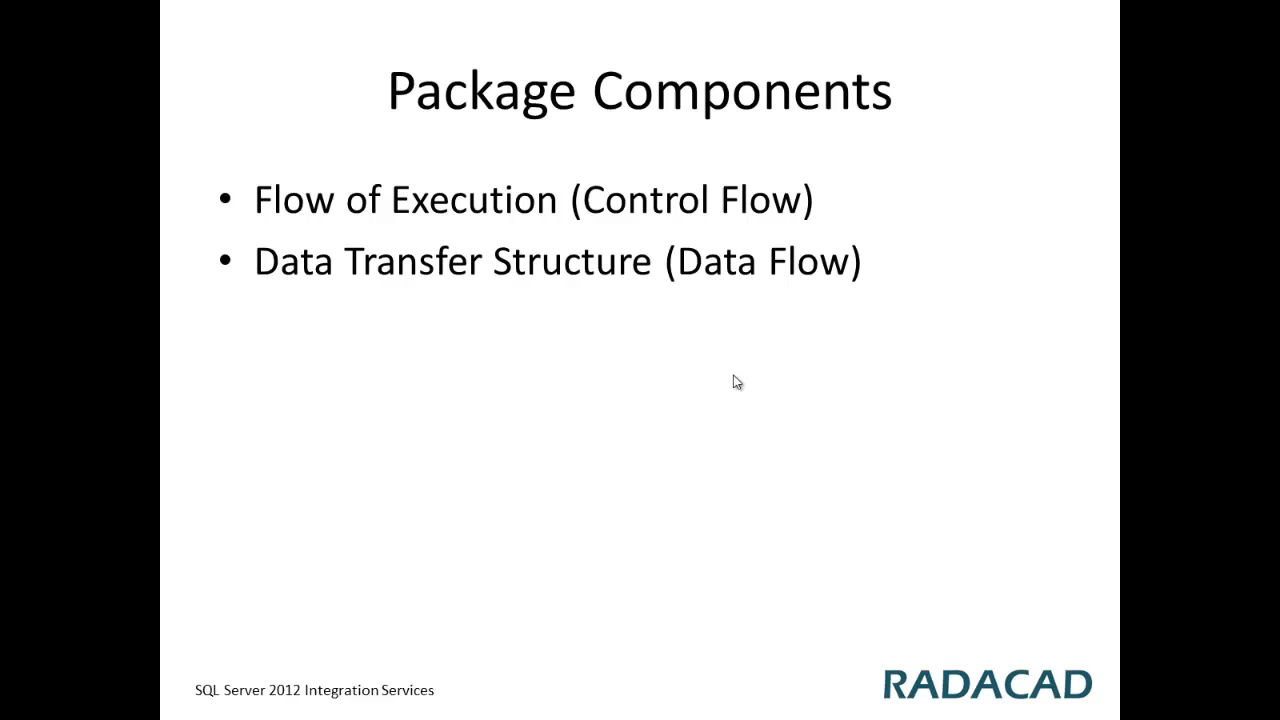 Package Components
• Flow of Execution (Control Flow)
• Data Transfer Structure (Data Flow)
SQL Server 2012 Integration Services
RADACAD